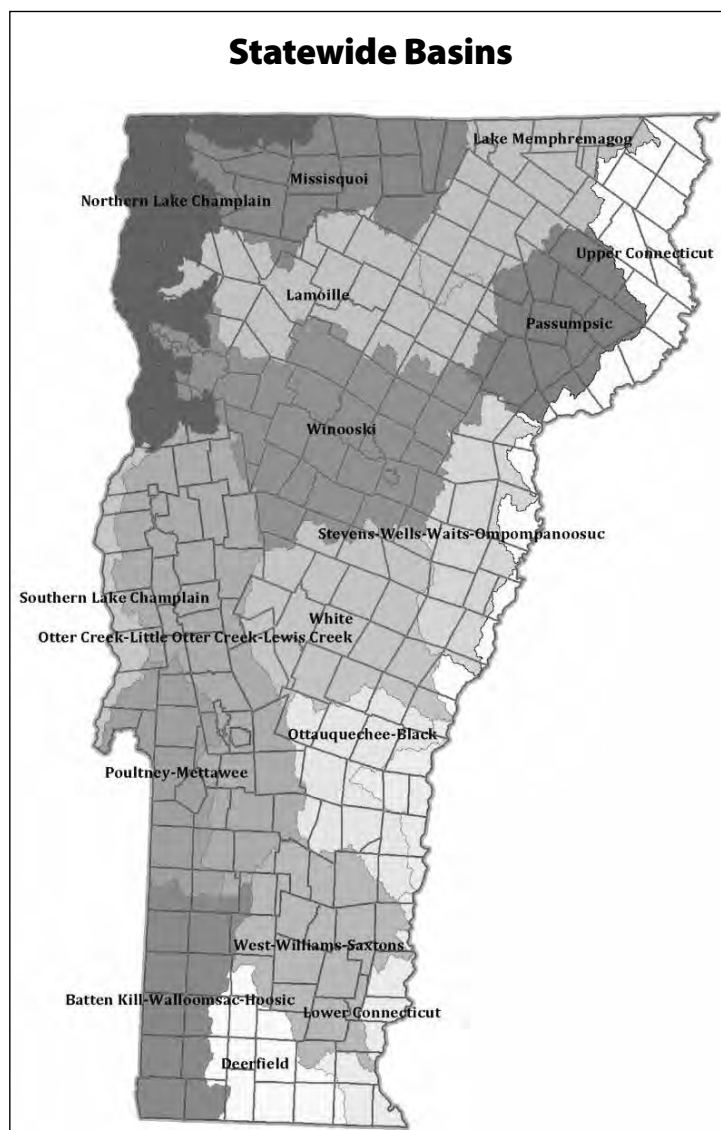 Statewide Basins
Lake Memphremagog
Missisquoi
Northern Lake Champlain
Upper Connecticut
Lamoille
Passumpsic
Winooski
Stevens-Wells-Waits-Ompompanoosuc
Southern Lake Champlain
White
Otter Creek-Little Otter Creek-Lewis Creek
Ottauquechee-Black
Poultney-Mettawee
West-Williams-Saxtons
Batten Kill-Walloomsac-Hoosic
Lower Connecticut
Deerfield